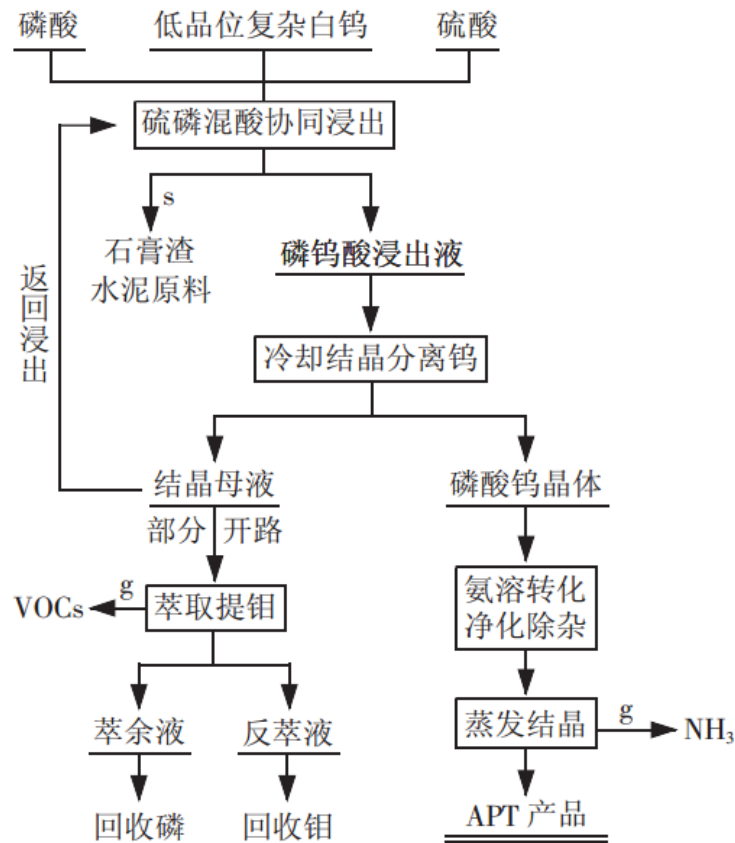 磷酸
低品位复杂白钨
硫酸
硫磷混酸协同浸出
s
石膏渣
水泥原料
磷钨酸浸出液
返回浸出
冷却结晶分离钨
结晶母液
磷酸钨晶体
部分
开路
VOCs
g
萃取提钼
氨溶转化
净化除杂
萃余液
反萃液
蒸发结晶
g
NH₃
回收磷
回收钼
APT 产品